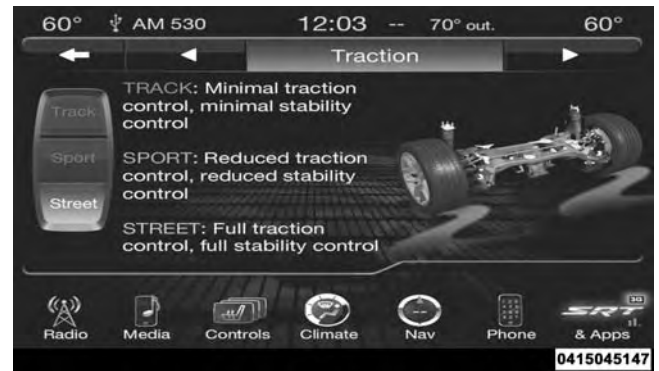 60° AM 530 12:03 -- 70° out. 60°
Traction
TRACK: Minimal traction
control, minimal stability
control
SPORT: Reduced traction
control, reduced stability
control
STREET: Full traction
control, full stability control
Track
Sport
Street
Radio Media Controls Climate Nav Phone SRT & Apps
3G
0415045147